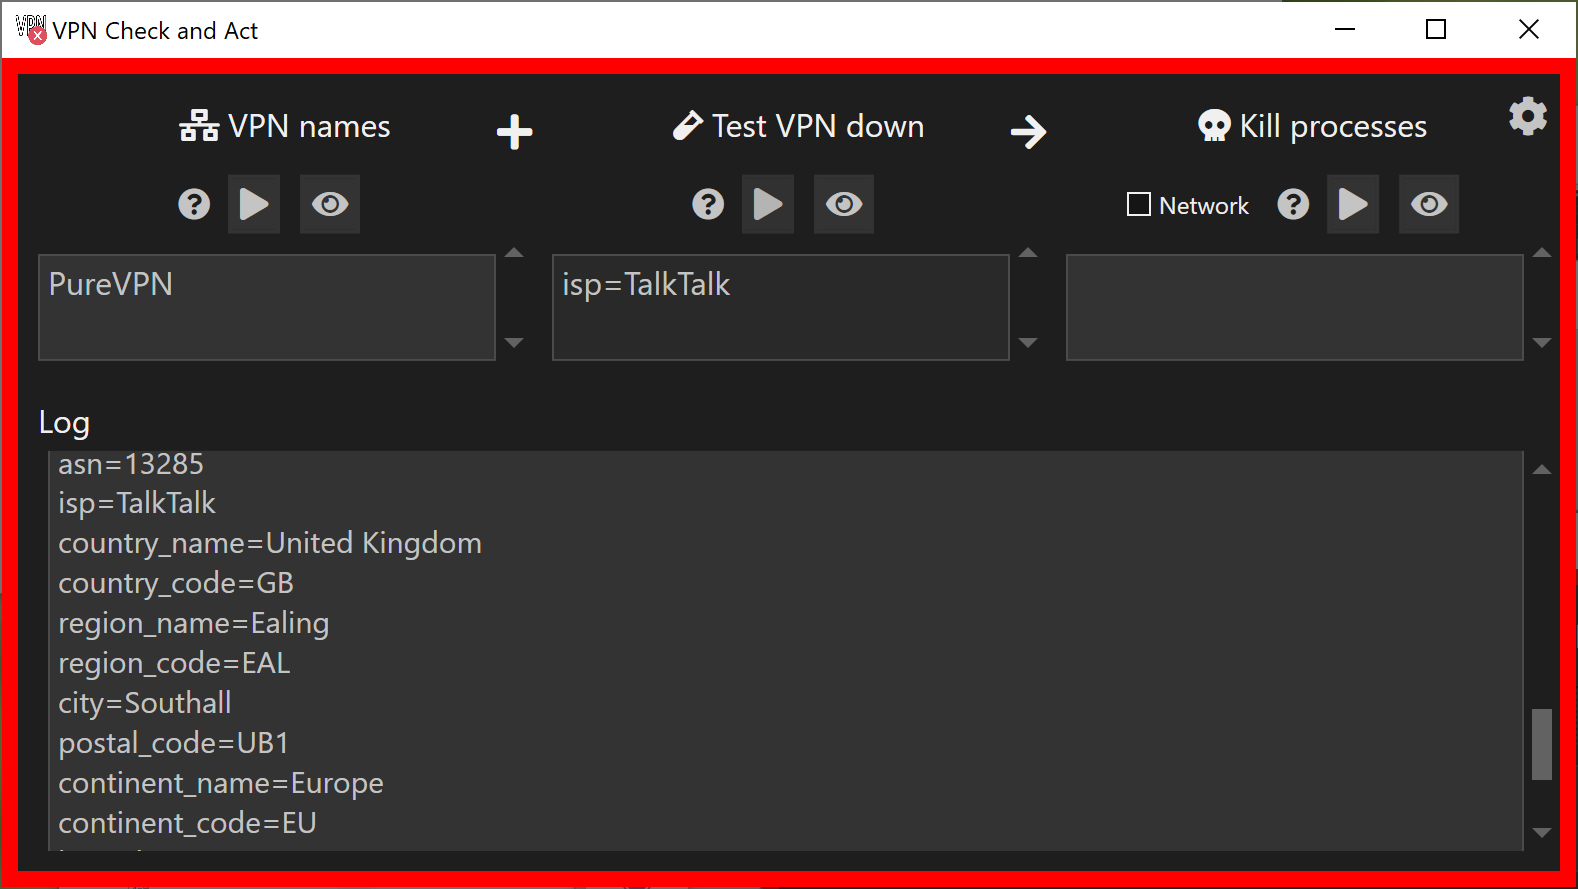 VPN VPN Check and Act
VPN names
Test VPN down
Kill processes
Network
PureVPN
isp=TalkTalk
Log
asn=13285
isp=TalkTalk
country_name=United Kingdom
country_code=GB
region_name=Ealing
region_code=EAL
city=Southall
postal_code=UB1
continent_name=Europe
continent_code=EU